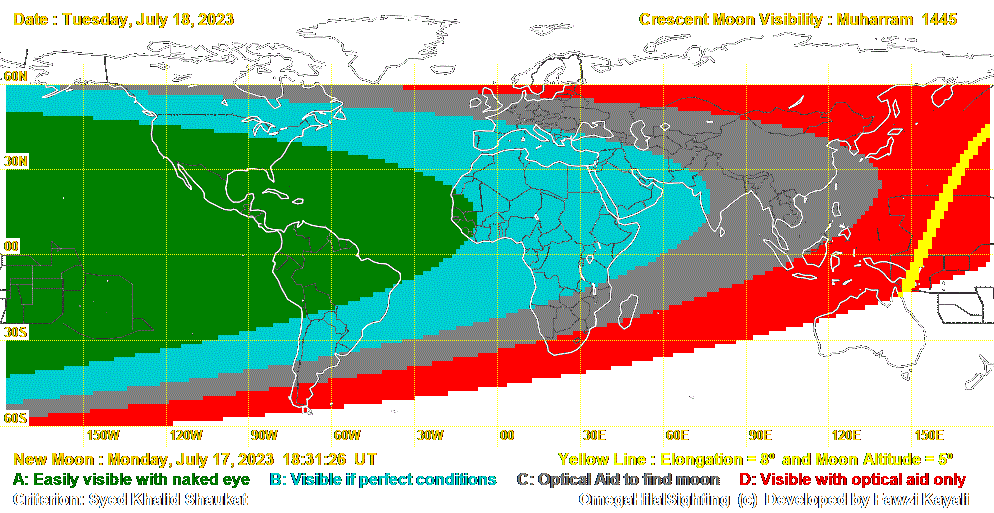 Date : Tuesday, July 18, 2023 Crescent Moon Visibility : Muharram 1445
60N
30N
00
30S
60S
150W 120W 90W 60W 30W 00 30E 60E 90E 120E 150E
New Moon : Monday, July 17, 2023 18:31:26 UT Yellow Line : Elongation = 8º and Moon Altitude = 5º
A: Easily visible with naked eye B: Visible if perfect conditions C: Optical Aid to find moon D: Visible with optical aid only
Criterion: Syed Khalid Shaukat OmegaHilalSighting (c) Developed by Fawzi Kayali